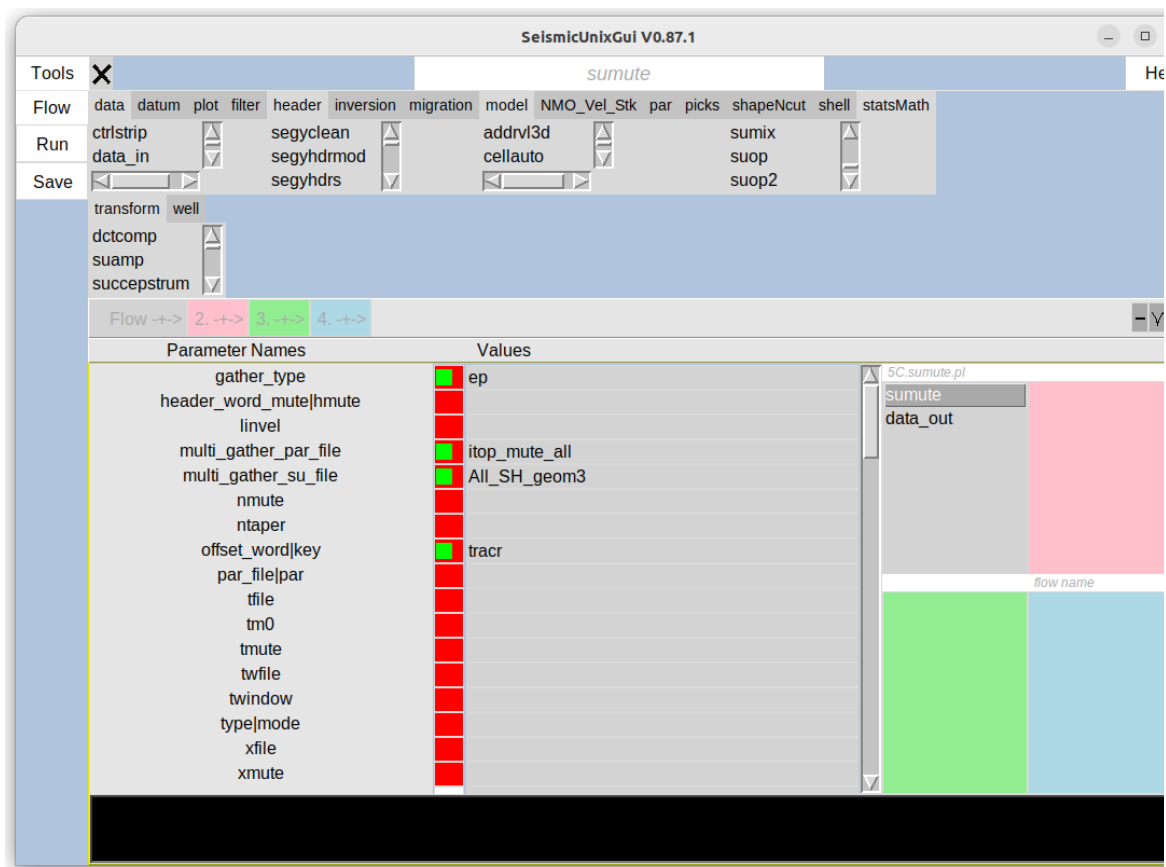 SeismicUnixGui V0.87.1
Tools X sumute He
Flow data datum plot filter header inversion migration model NMO_Vel_Stk par picks shapeNcut shell statsMath
Run ctrlstrip segyclean addrvl3d sumix
data_in segyhdrmod cellauto suop
Save segyhdrs suop2
transform well
dctcomp
suamp
succepstrum
Flow -+-> 2. -+-> 3. -+-> 4. -+->
Parameter Names Values
gather_type ep 5C.sumute.pl
header_word_mute|hmute sumute
linvel data_out
multi_gather_par_file itop_mute_all
multi_gather_su_file All_SH_geom3
nmute
ntaper
offset_word|key tracr
par_file|par flow name
tfile
tm0
tmute
twfile
twindow
type|mode
xfile
xmute